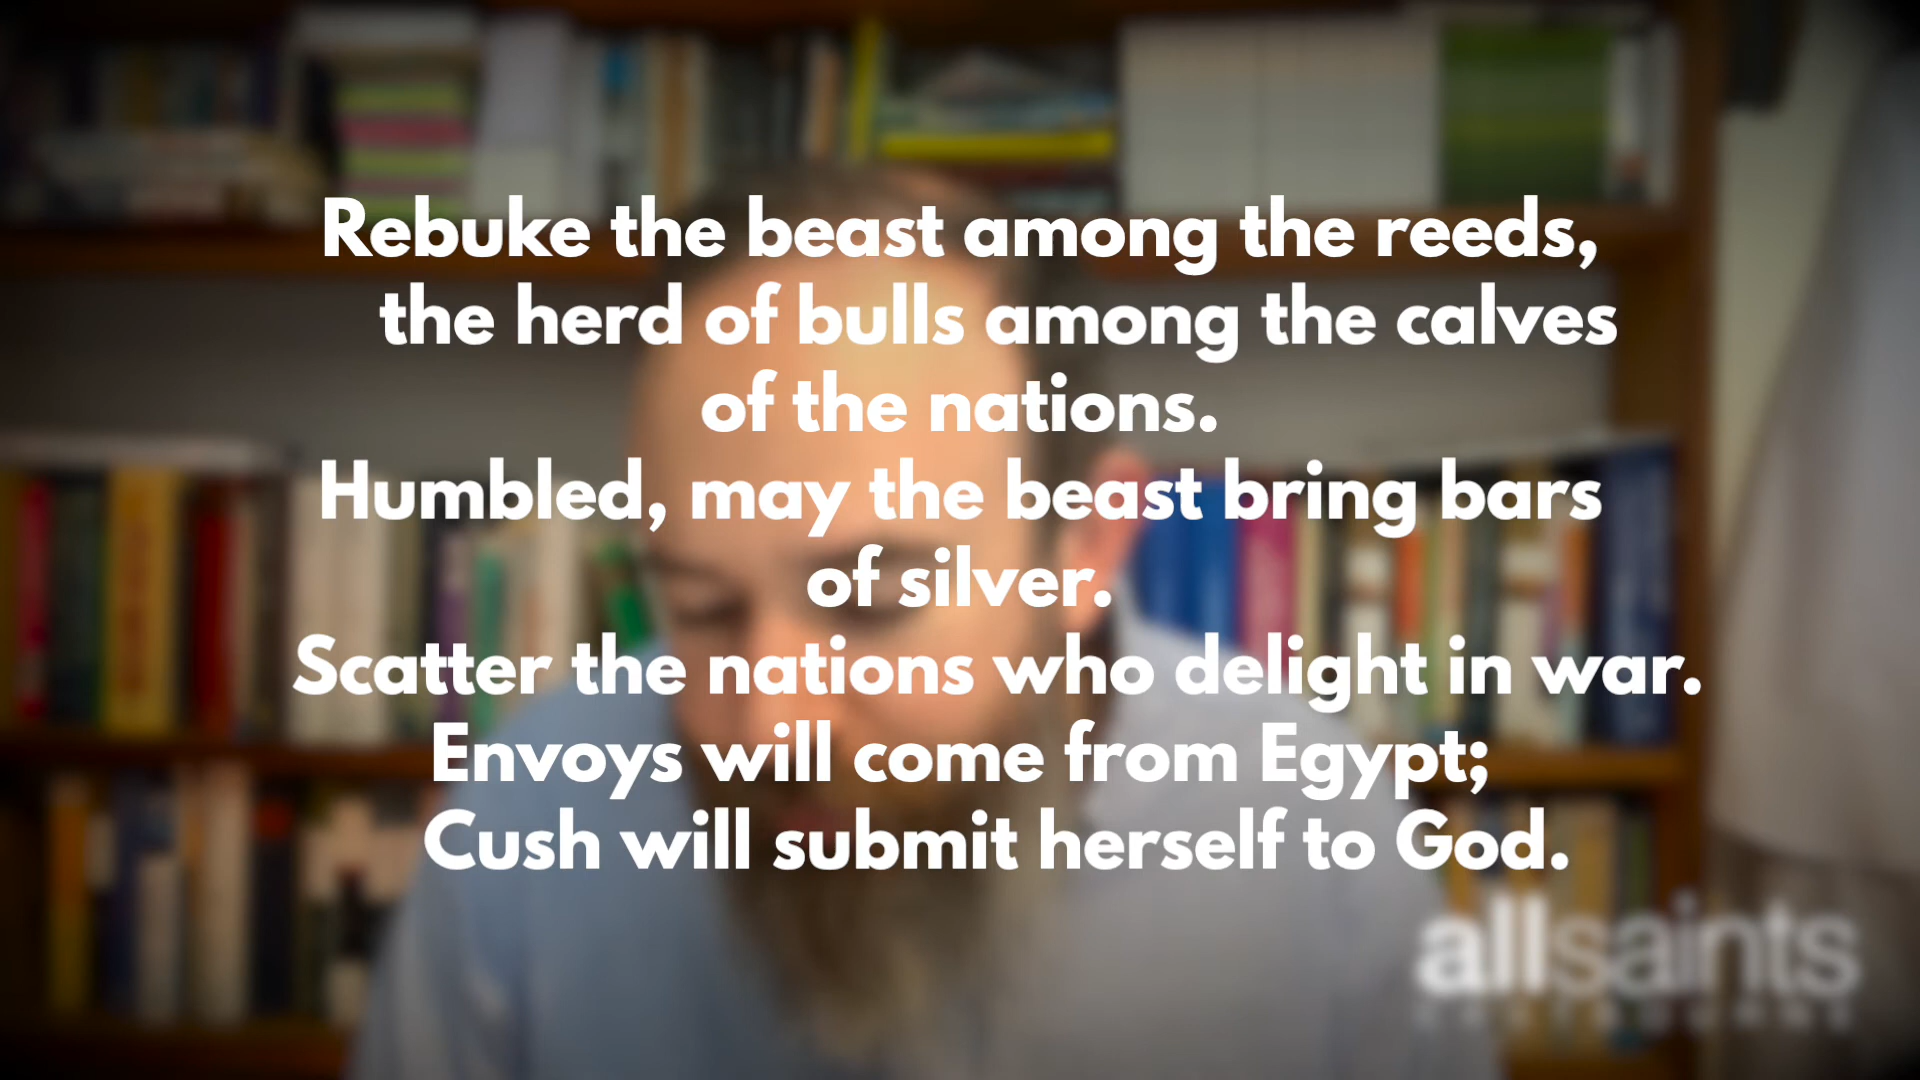 Rebuke the beast among the reeds,
the herd of bulls among the calves
of the nations.
Humbled, may the beast bring bars
of silver.
Scatter the nations who delight in war.
Envoys will come from Egypt;
Cush will submit herself to God.
allsaints